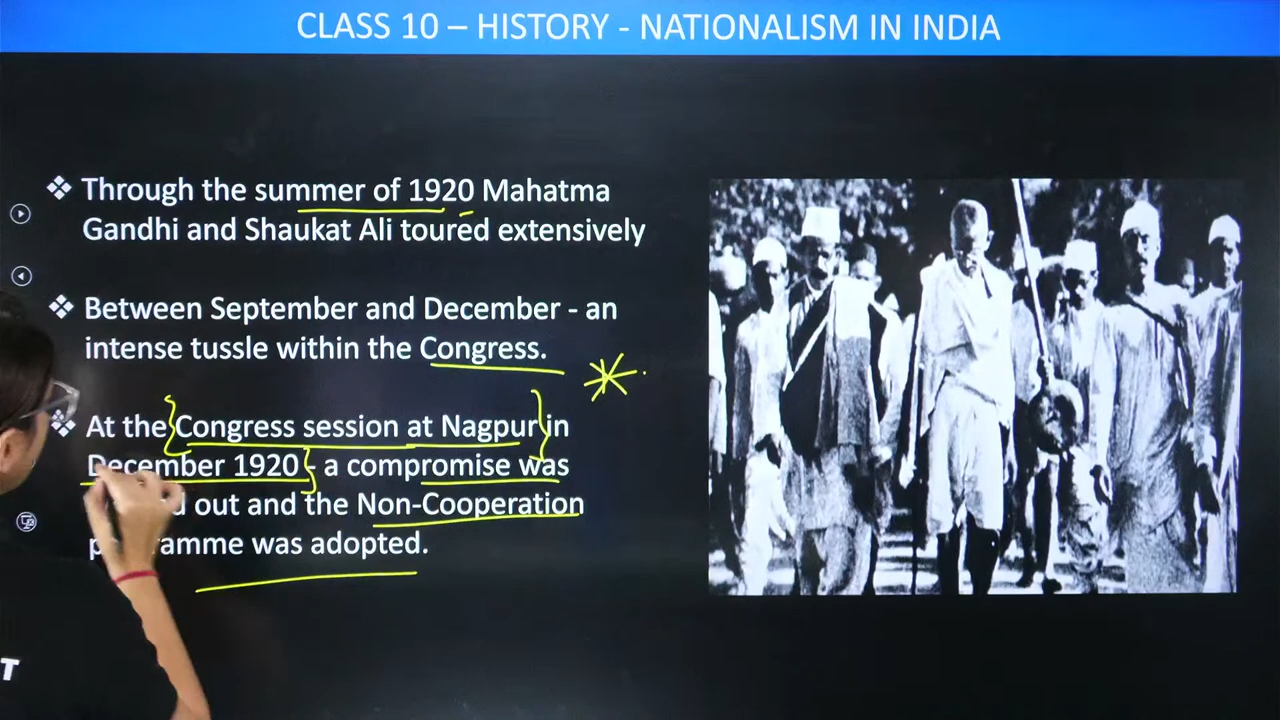 CLASS 10 – HISTORY - NATIONALISM IN INDIA
❖ Through the summer of 1920 Mahatma
Gandhi and Shaukat Ali toured extensively
❖ Between September and December - an
intense tussle within the Congress.
❖ At the Congress session at Nagpur in
December 1920 - a compromise was
out and the Non-Cooperation
was adopted.
T